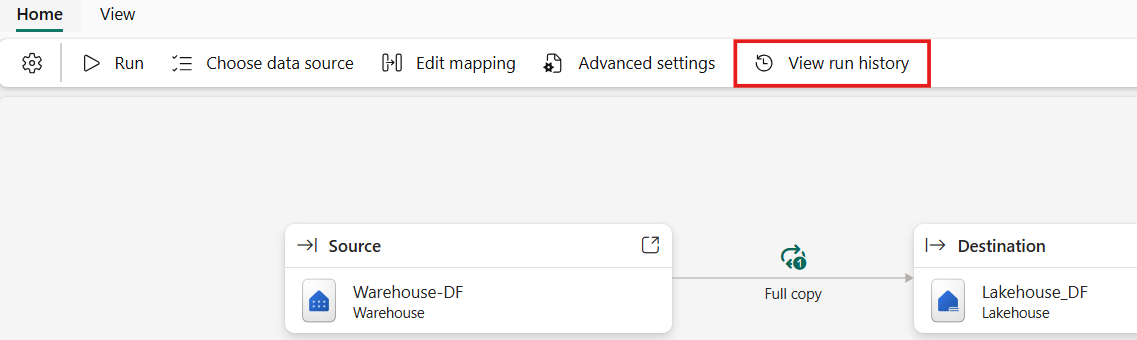 Home View
Run Choose data source Edit mapping Advanced settings View run history
Source
Warehouse-DF
Warehouse
1
Full copy
Destination
Lakehouse_DF
Lakehouse